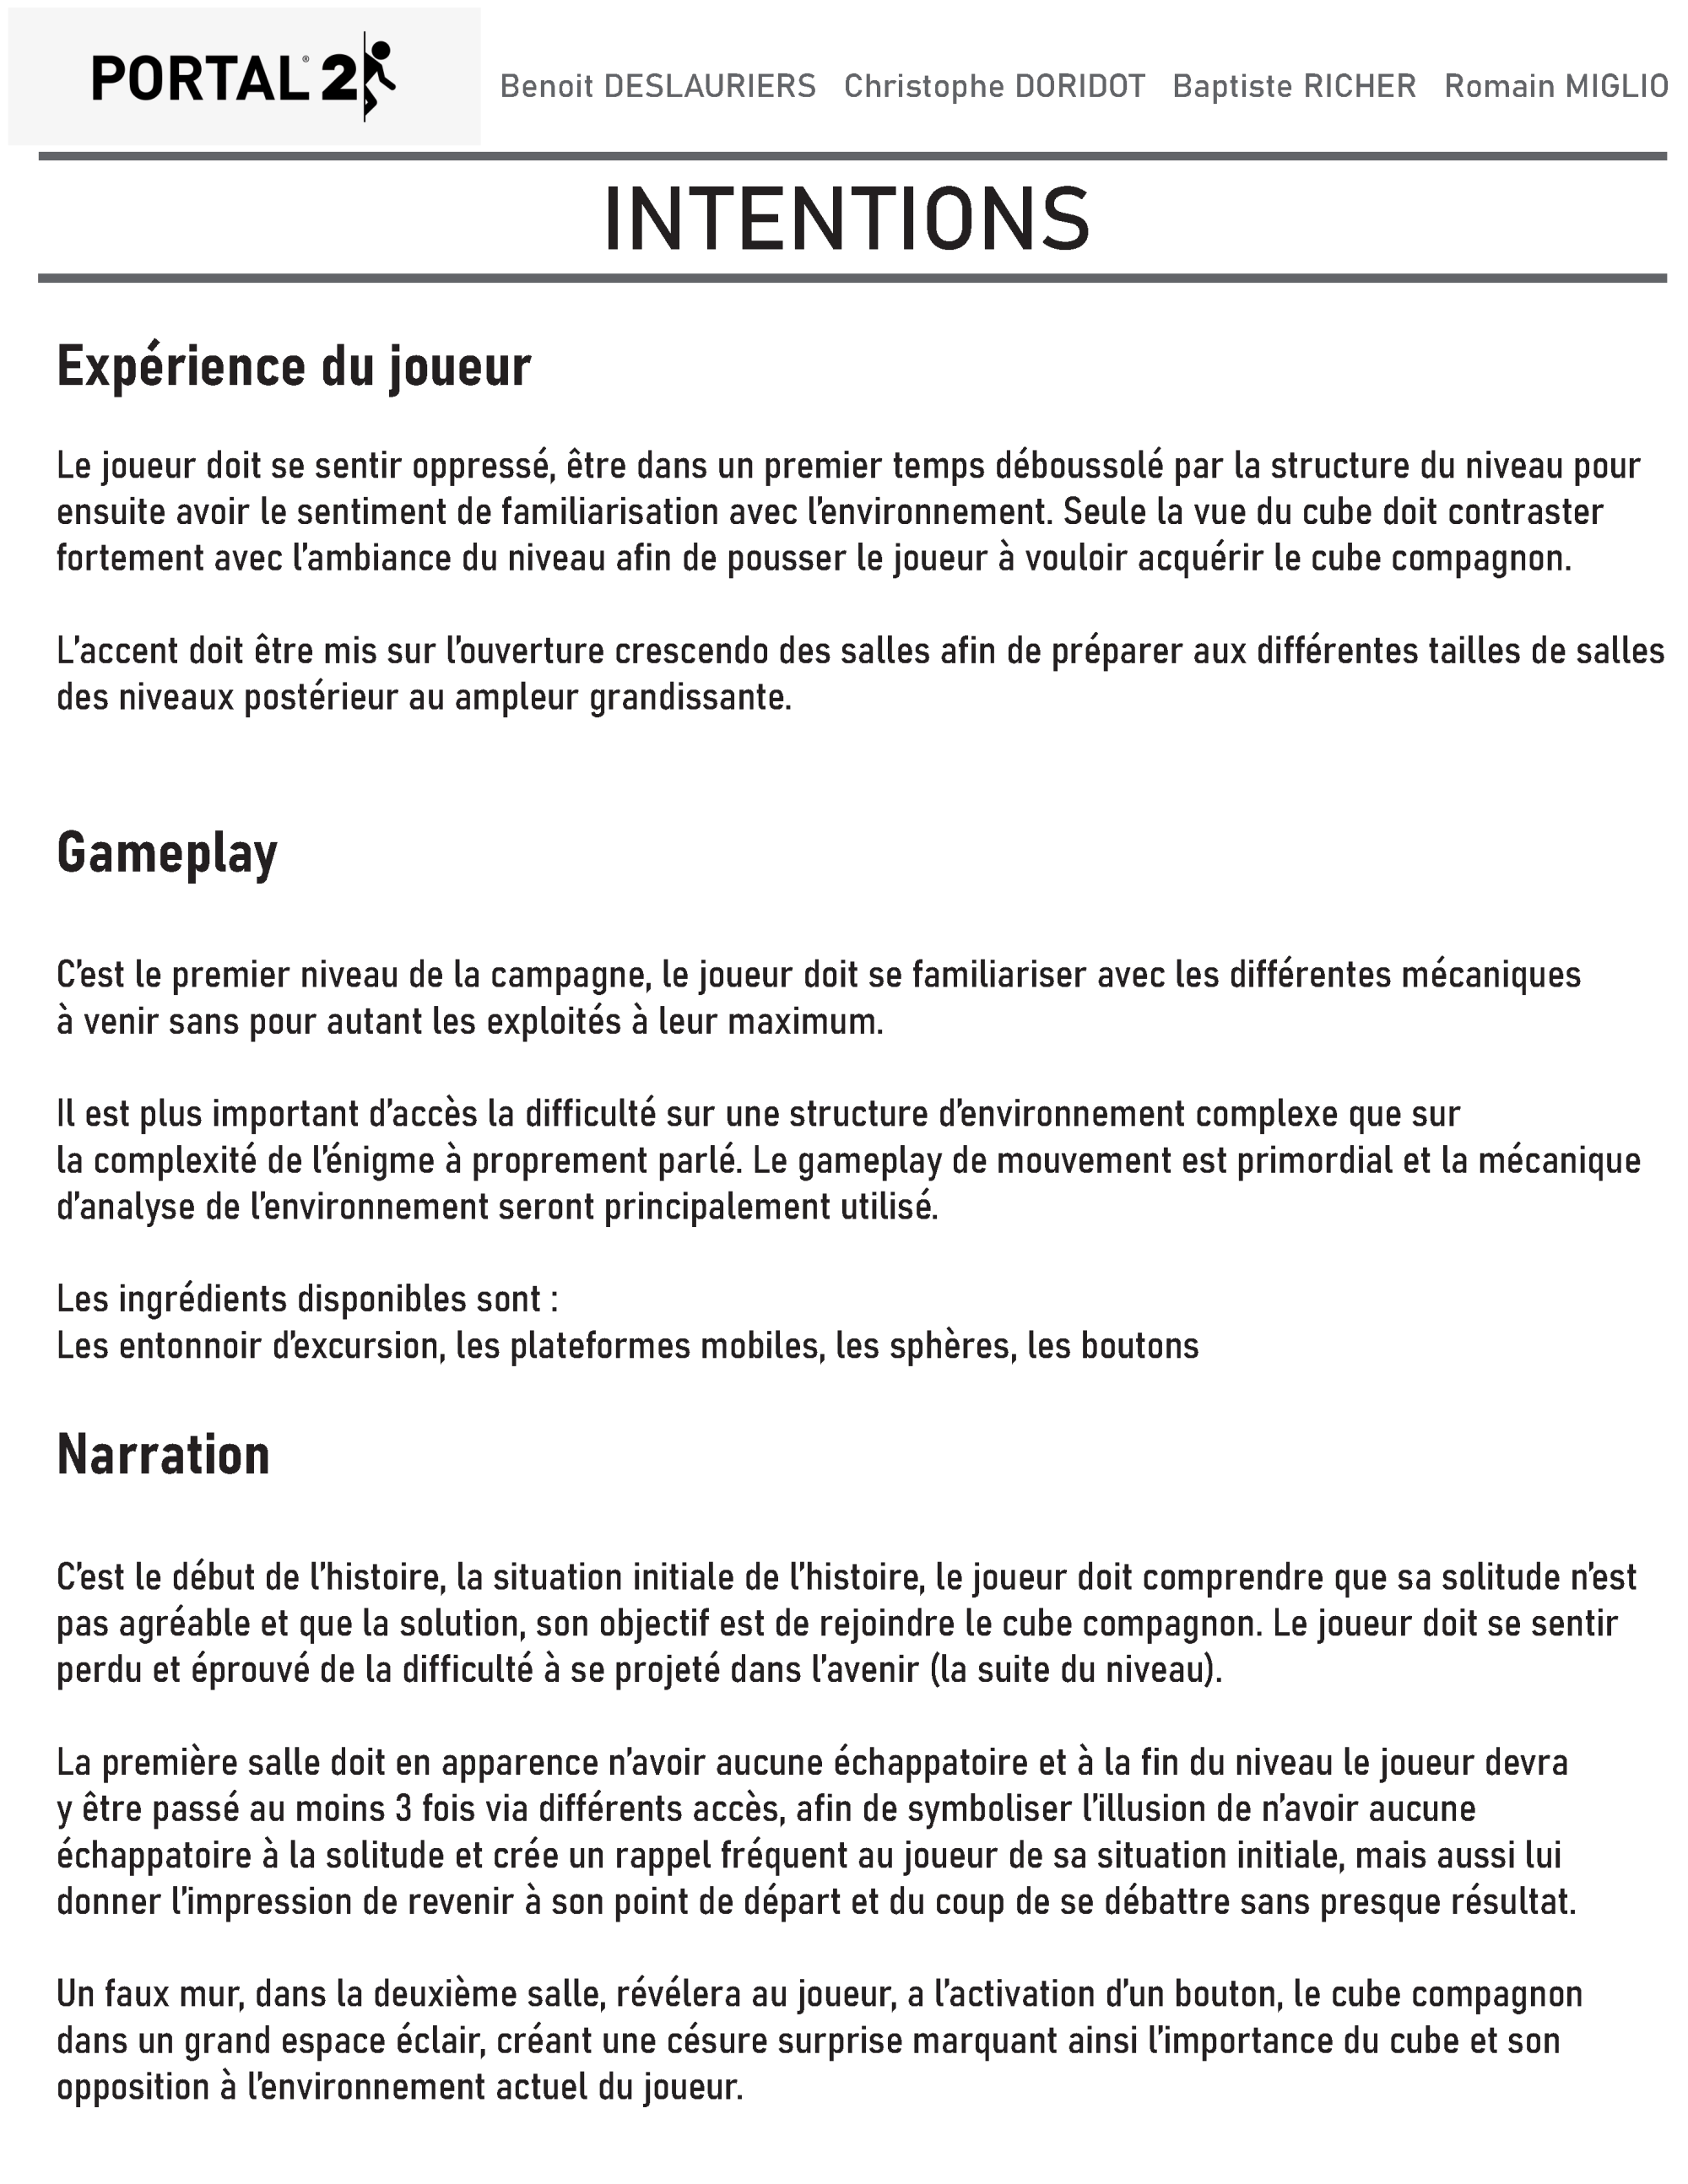 PORTAL® 2
Benoit DESLAURIERS Christophe DORIDOT Baptiste RICHER Romain MIGLIO
INTENTIONS
Expérience du joueur
Le joueur doit se sentir oppressé, être dans un premier temps déboussolé par la structure du niveau pour
ensuite avoir le sentiment de familiarisation avec l’environnement. Seule la vue du cube doit contraster
fortement avec l’ambiance du niveau afin de pousser le joueur à vouloir acquérir le cube compagnon.
L’accent doit être mis sur l’ouverture crescendo des salles afin de préparer aux différentes tailles de salles
des niveaux postérieur au ampleur grandissante.
Gameplay
C’est le premier niveau de la campagne, le joueur doit se familiariser avec les différentes mécaniques
à venir sans pour autant les exploités à leur maximum.
Il est plus important d’accès la difficulté sur une structure d’environnement complexe que sur
la complexité de l’énigme à proprement parlé. Le gameplay de mouvement est primordial et la mécanique
d’analyse de l’environnement seront principalement utilisé.
Les ingrédients disponibles sont :
Les entonnoir d’excursion, les plateformes mobiles, les sphères, les boutons
Narration
C’est le début de l’histoire, la situation initiale de l’histoire, le joueur doit comprendre que sa solitude n’est
pas agréable et que la solution, son objectif est de rejoindre le cube compagnon. Le joueur doit se sentir
perdu et éprouvé de la difficulté à se projeté dans l’avenir (la suite du niveau).
La première salle doit en apparence n’avoir aucune échappatoire et à la fin du niveau le joueur devra
y être passé au moins 3 fois via différents accès, afin de symboliser l’illusion de n’avoir aucune
échappatoire à la solitude et crée un rappel fréquent au joueur de sa situation initiale, mais aussi lui
donner l’impression de revenir à son point de départ et du coup de se débattre sans presque résultat.
Un faux mur, dans la deuxième salle, révélera au joueur, a l’activation d’un bouton, le cube compagnon
dans un grand espace éclair, créant une césure surprise marquant ainsi l’importance du cube et son
opposition à l’environnement actuel du joueur.